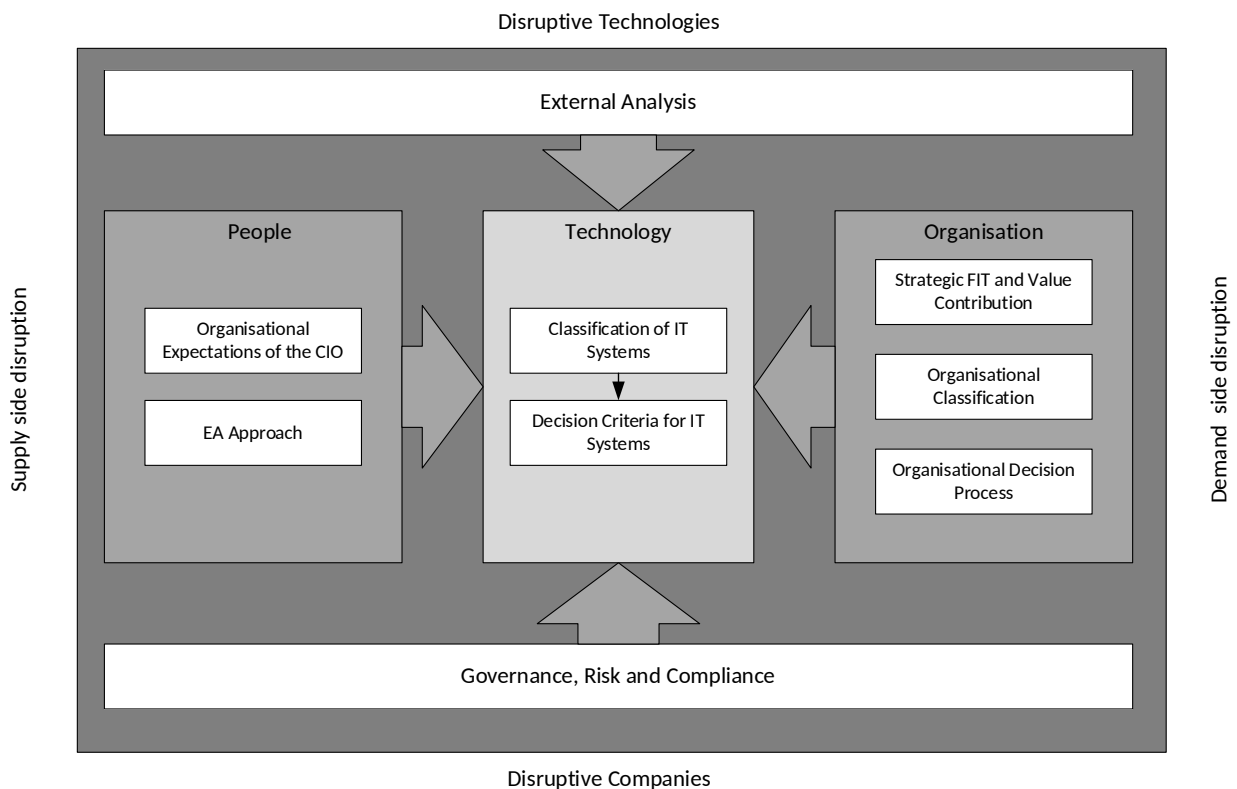 Disruptive Technologies
External Analysis
People
Technology
Organisation
Strategic FIT and Value
Contribution
Organisational
Expectations of the CIO
Classification of IT
Systems
Organisational
Classification
EA Approach
Decision Criteria for IT
Systems
Organisational Decision
Process
Supply side disruption
Demand side disruption
Governance, Risk and Compliance
Disruptive Companies